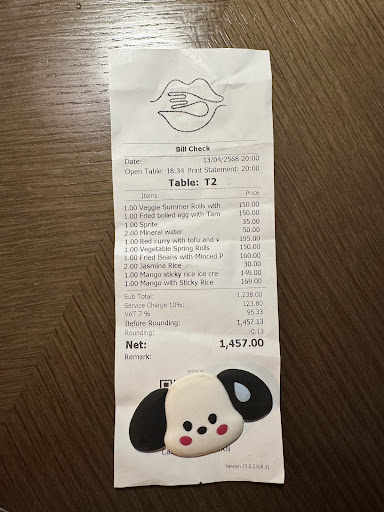 Bill Check
Date: 13/04/2568 20:00
Open Table: 18:34 Print Statement: 20:00
Table: T2
Items Price
1.00 Veggie Summer Rolls with 150.00
1.00 Fried boiled egg with Tam 150.00
1.00 Sprite 35.00
2.00 Mineral water 50.00
1.00 Red curry with tofu and v 195.00
1.00 Vegetable Spring Rolls 150.00
1.00 Fried Beans with Minced P 160.00
2.00 Jasmine Rice 30.00
1.00 Mango sticky rice ice cre 149.00
1.00 Mango with Sticky Rice 169.00
Sub Total: 1,238.00
Service Charge 10%: 123.80
VAT 7 % 95.33
Before Rounding: 1,457.13
Rounding: -0.13
Net: 1,457.00
Remark:
Version (3.9.2368.2)